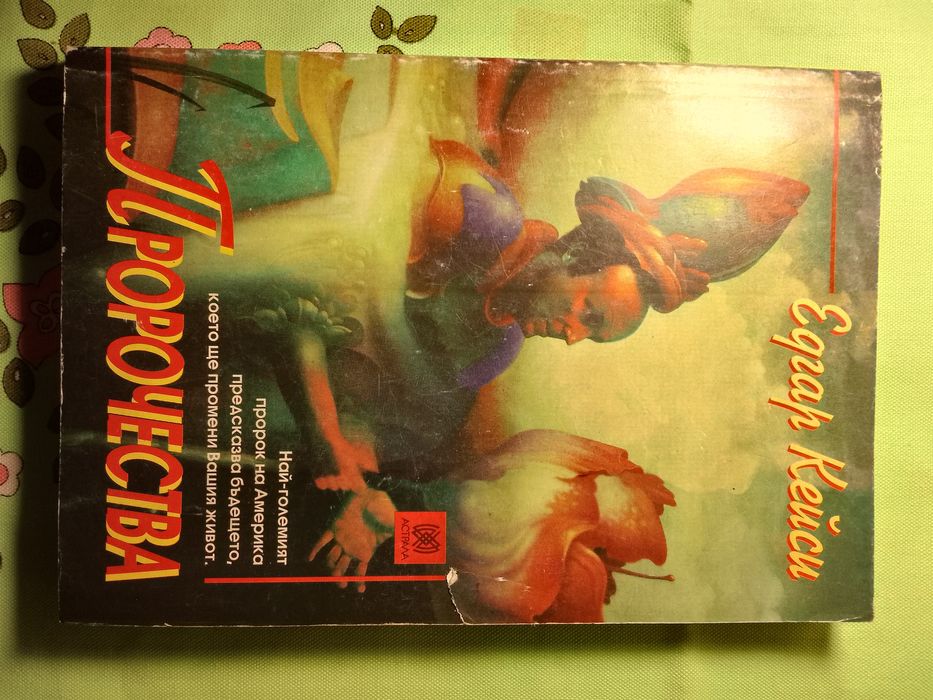 Едгар Кейси
АСТРАЛА
Най-големият
пророк на Америка
предсказва бъдещето,
което ще промени Вашия живот.
ПРОРОЧЕСТВА